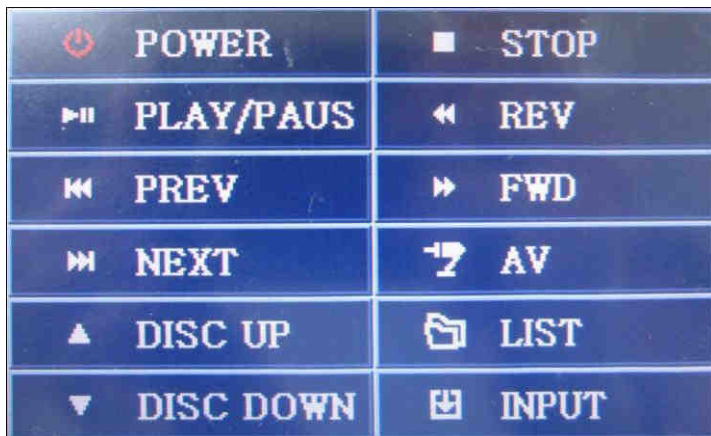 POWER
STOP
PLAY/PAUS
REV
PREV
FWD
NEXT
AV
DISC UP
LIST
DISC DOWN
INPUT